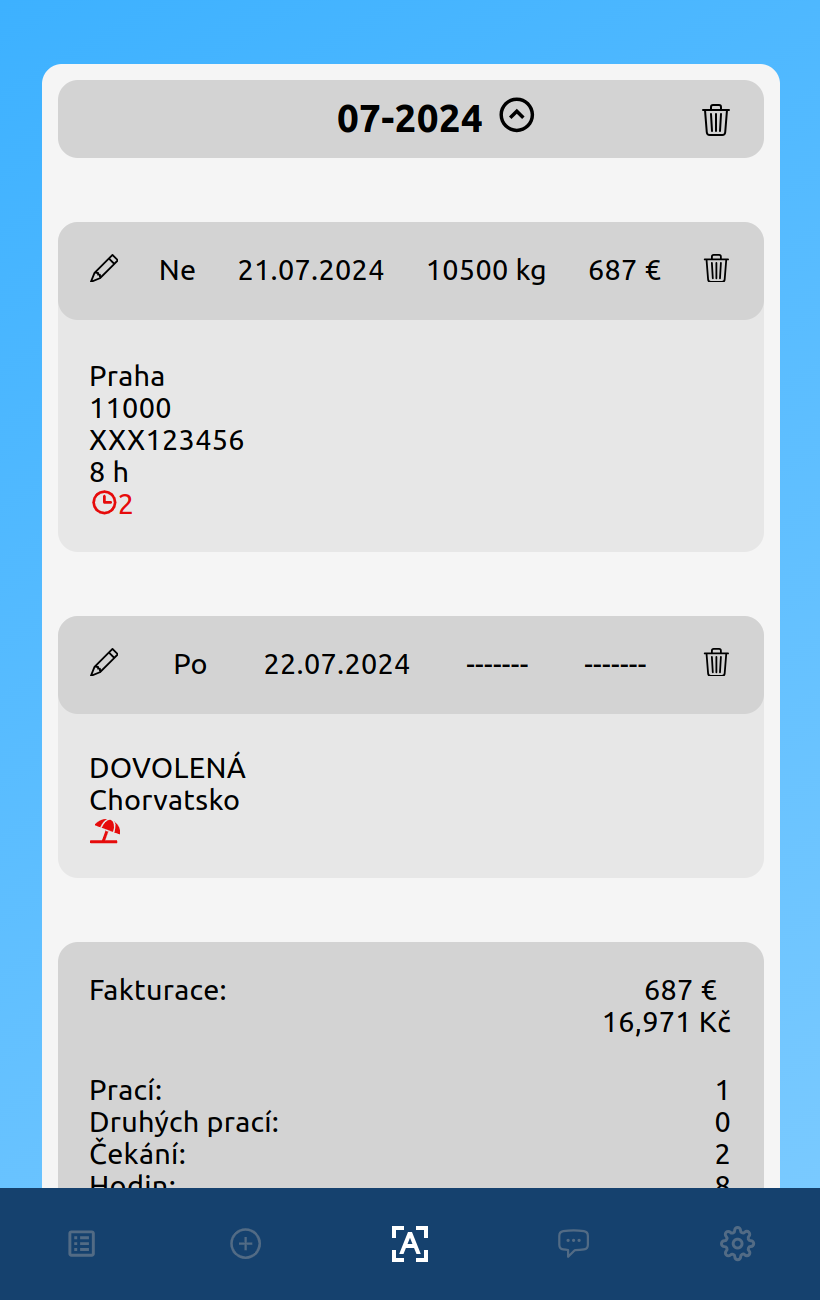 07-2024
Ne 21.07.2024 10500 kg 687 €
Praha
11000
XXX123456
8 h
2
Po 22.07.2024 ------- -------
DOVOLENÁ
Chorvatsko
Fakturace: 687 €
16,971 Kč
Prací: 1
Druhých prací: 0
Čekání: 2
Hodin: 8
A